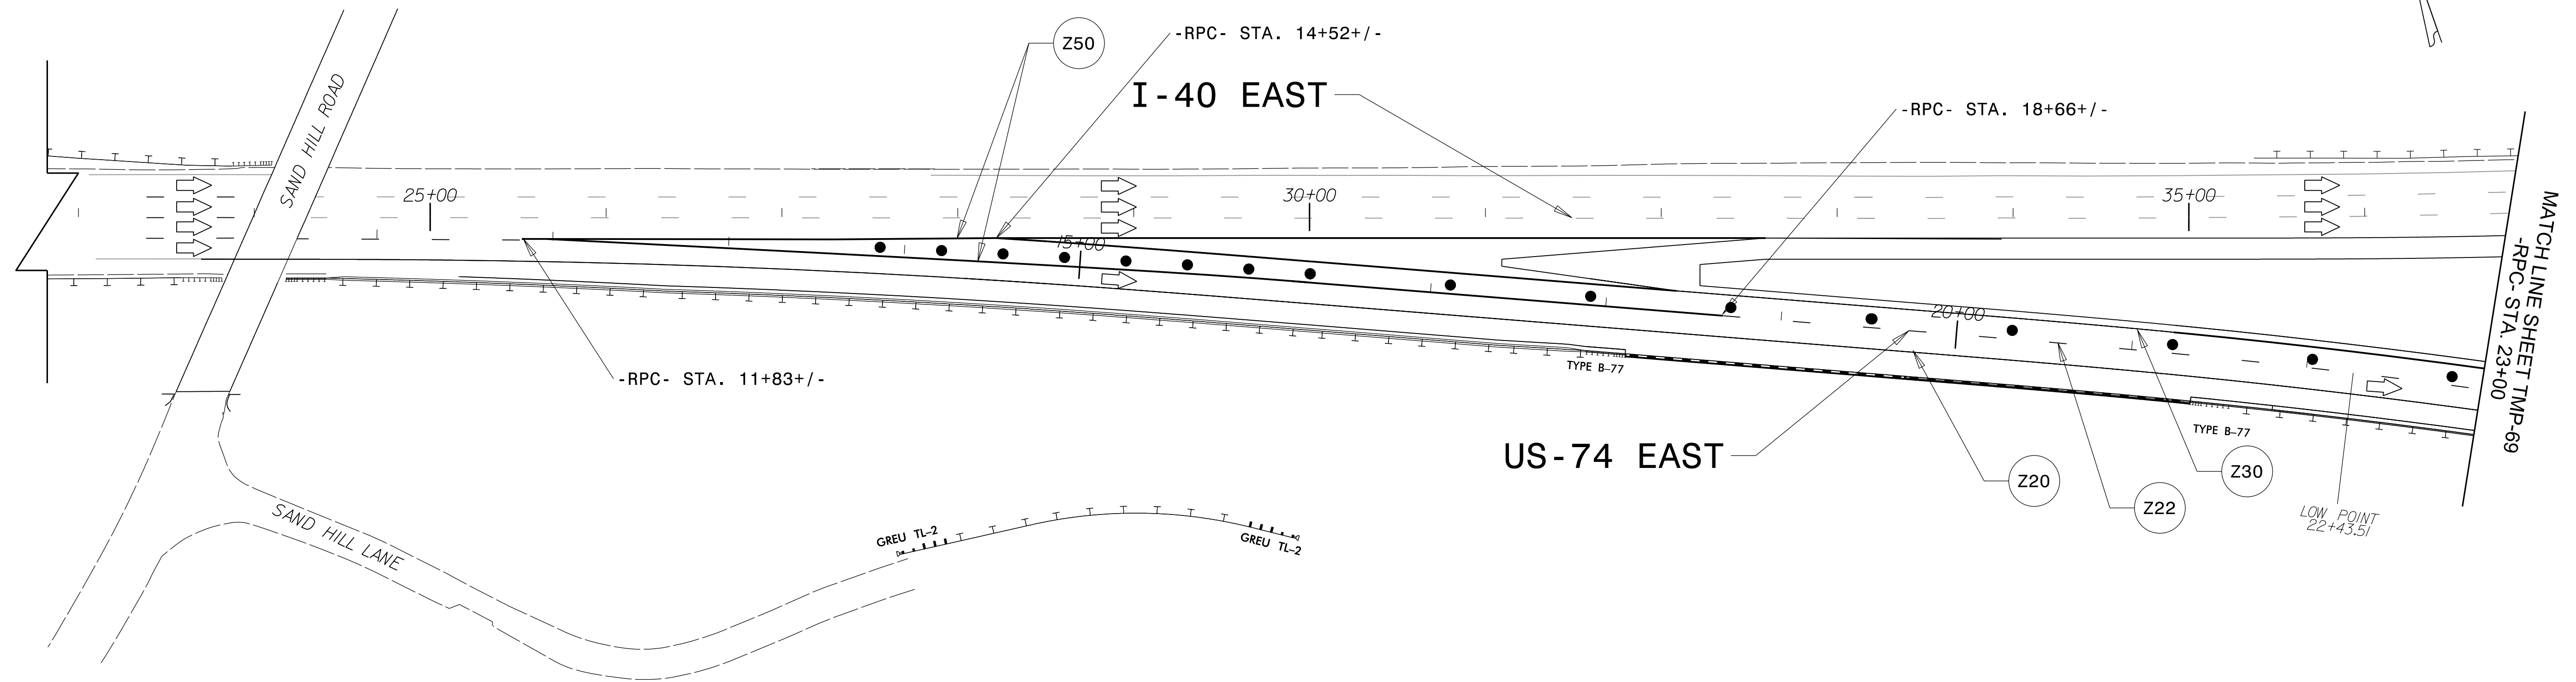 Z50
-RPC- STA. 14+52+/-
I-40 EAST
-RPC- STA. 18+66+/-
SAND HILL ROAD
25+00
30+00
35+00
15+00
20+00
-RPC- STA. 11+83+/-
TYPE B-77
TYPE B-77
US-74 EAST
Z20
Z22
Z30
LOW POINT
22+43.51
MATCH LINE SHEET TMP-69
-RPC- STA. 23+00
SAND HILL LANE
GREU TL-2
GREU TL-2